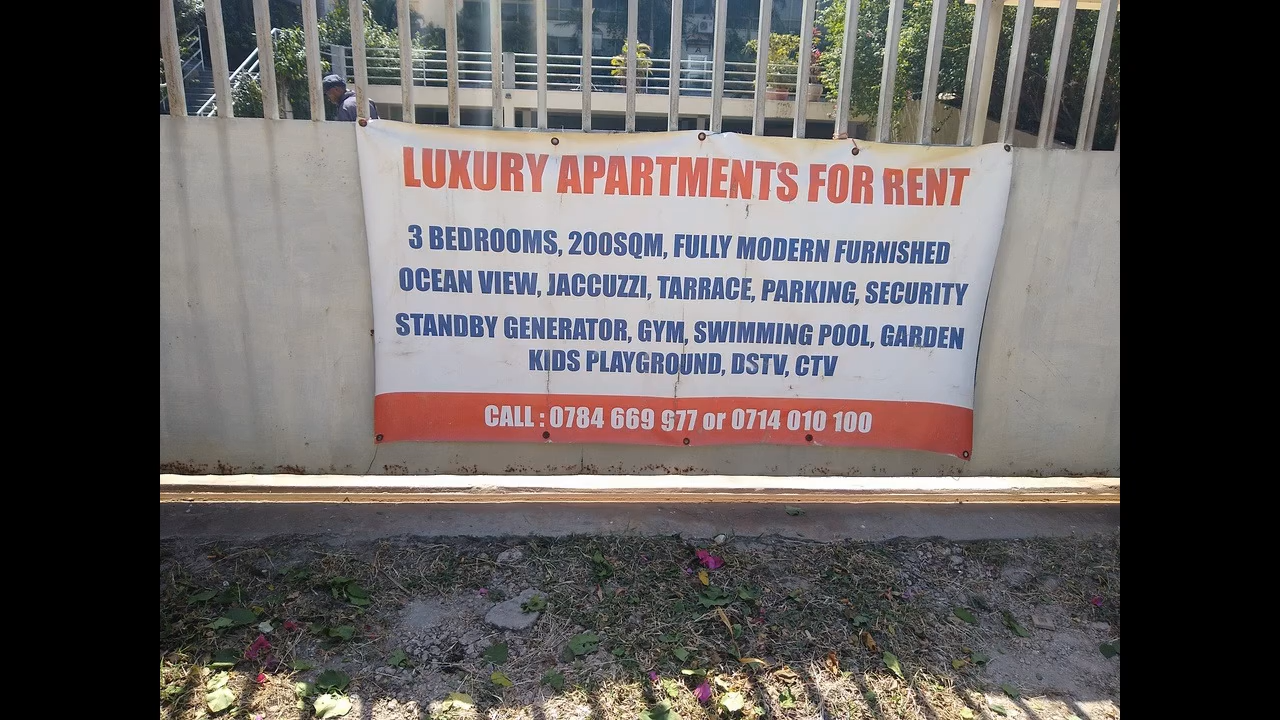 LUXURY APARTMENTS FOR RENT
3 BEDROOMS, 200SQM, FULLY MODERN FURNISHED
OCEAN VIEW, JACCUZZI, TARRACE, PARKING, SECURITY
STANDBY GENERATOR, GYM, SWIMMING POOL, GARDEN
KIDS PLAYGROUND, DSTV, CTV
CALL : 0784 669 977 or 0714 010 100